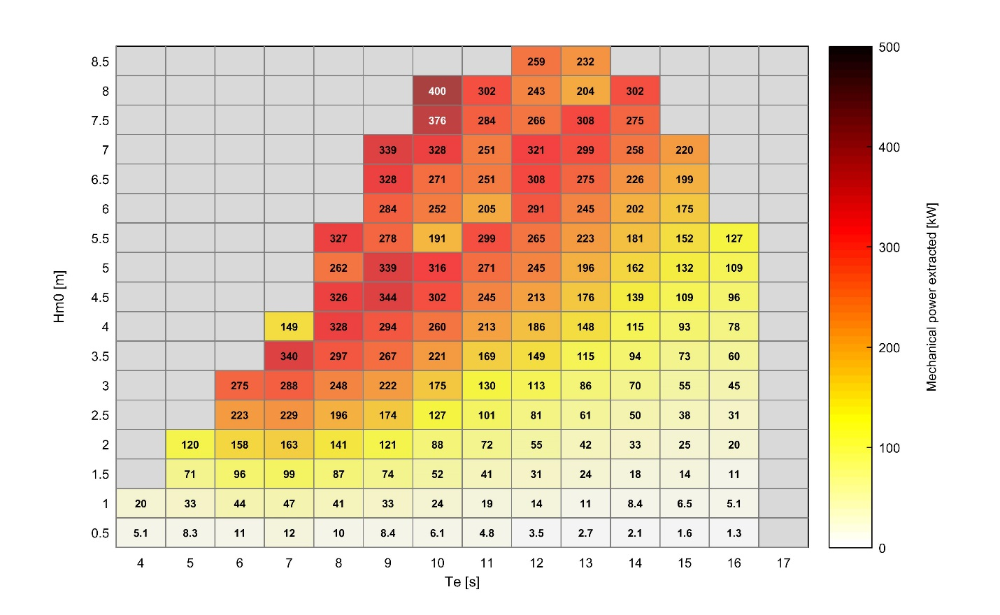 8.5 259 232
8 400 302 243 204 302
7.5 376 284 266 308 275
7 339 328 251 321 299 258 220
6.5 328 271 251 308 275 226 199
6 284 252 205 291 245 202 175
5.5 327 278 191 299 265 223 181 152 127
5 262 339 316 271 245 196 162 132 109
4.5 326 344 302 245 213 176 139 109 96
4 149 328 294 260 213 186 148 115 93 78
3.5 340 297 267 221 169 149 115 94 73 60
3 275 288 248 222 175 130 113 86 70 55 45
2.5 223 229 196 174 127 101 81 61 50 38 31
2 120 158 163 141 121 88 72 55 42 33 25 20
1.5 71 96 99 87 74 52 41 31 24 18 14 11
1 20 33 44 47 41 33 24 19 14 11 8.4 6.5 5.1
0.5 5.1 8.3 11 12 10 8.4 6.1 4.8 3.5 2.7 2.1 1.6 1.3
4 5 6 7 8 9 10 11 12 13 14 15 16 17
Te [s]
Hm0 [m]
500
400
300
200
100
0
Mechanical power extracted [kW]